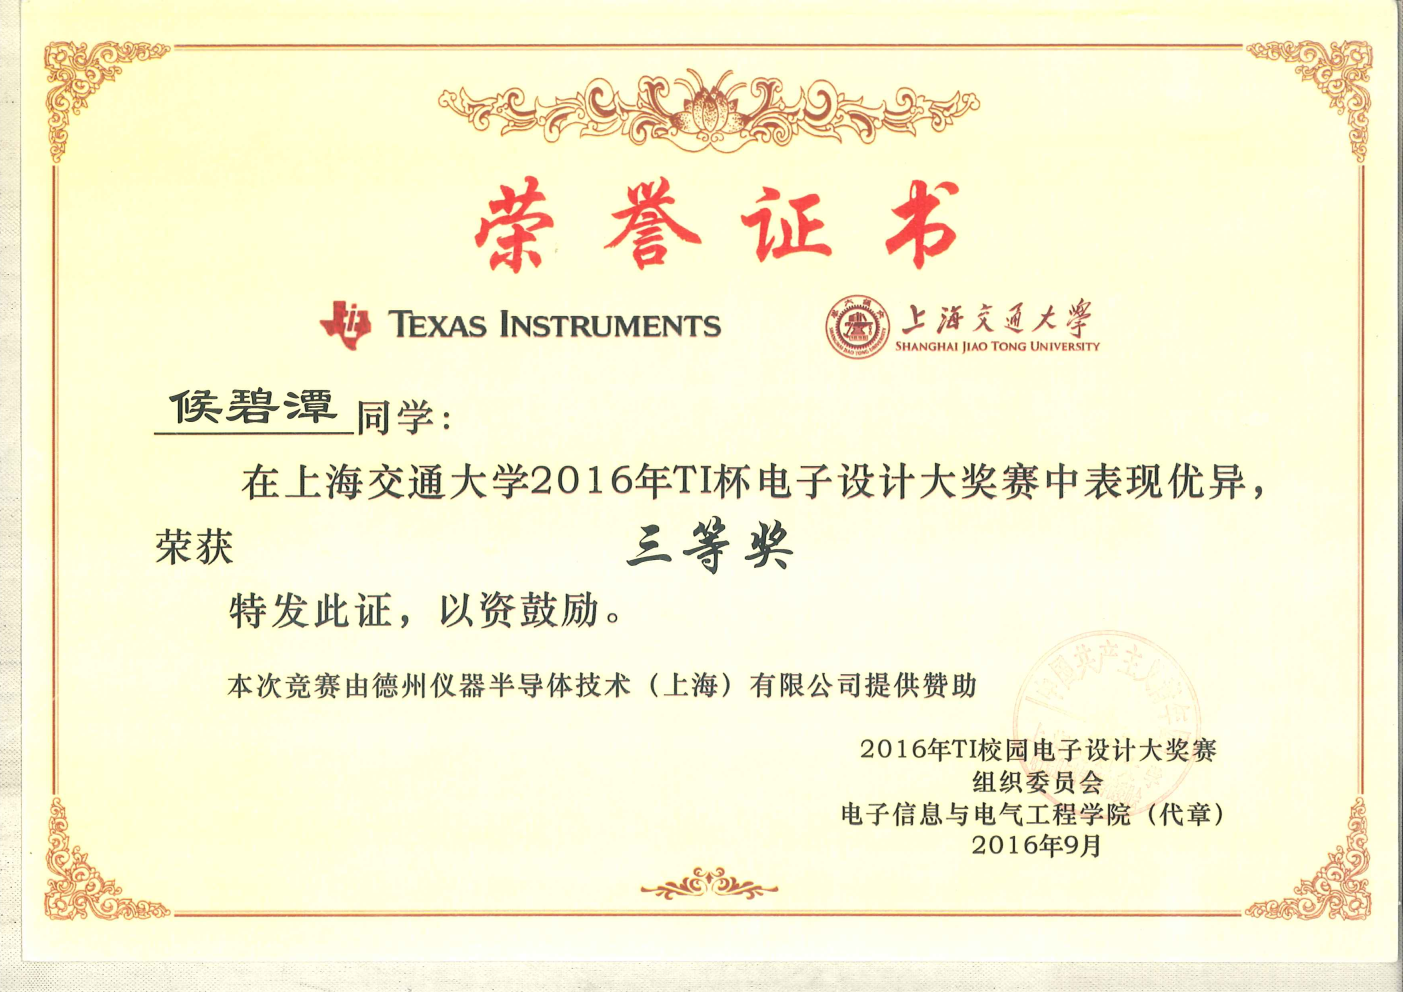 荣誉证书
TEXAS INSTRUMENTS
上海交通大学
SHANGHAI JIAO TONG UNIVERSITY
候碧潭同学：
在上海交通大学2016年TI杯电子设计大奖赛中表现优异，
荣获 三等奖
特发此证，以资鼓励。
本次竞赛由德州仪器半导体技术（上海）有限公司提供赞助
2016年TI校园电子设计大奖赛
组织委员会
电子信息与电气工程学院（代章）
2016年9月